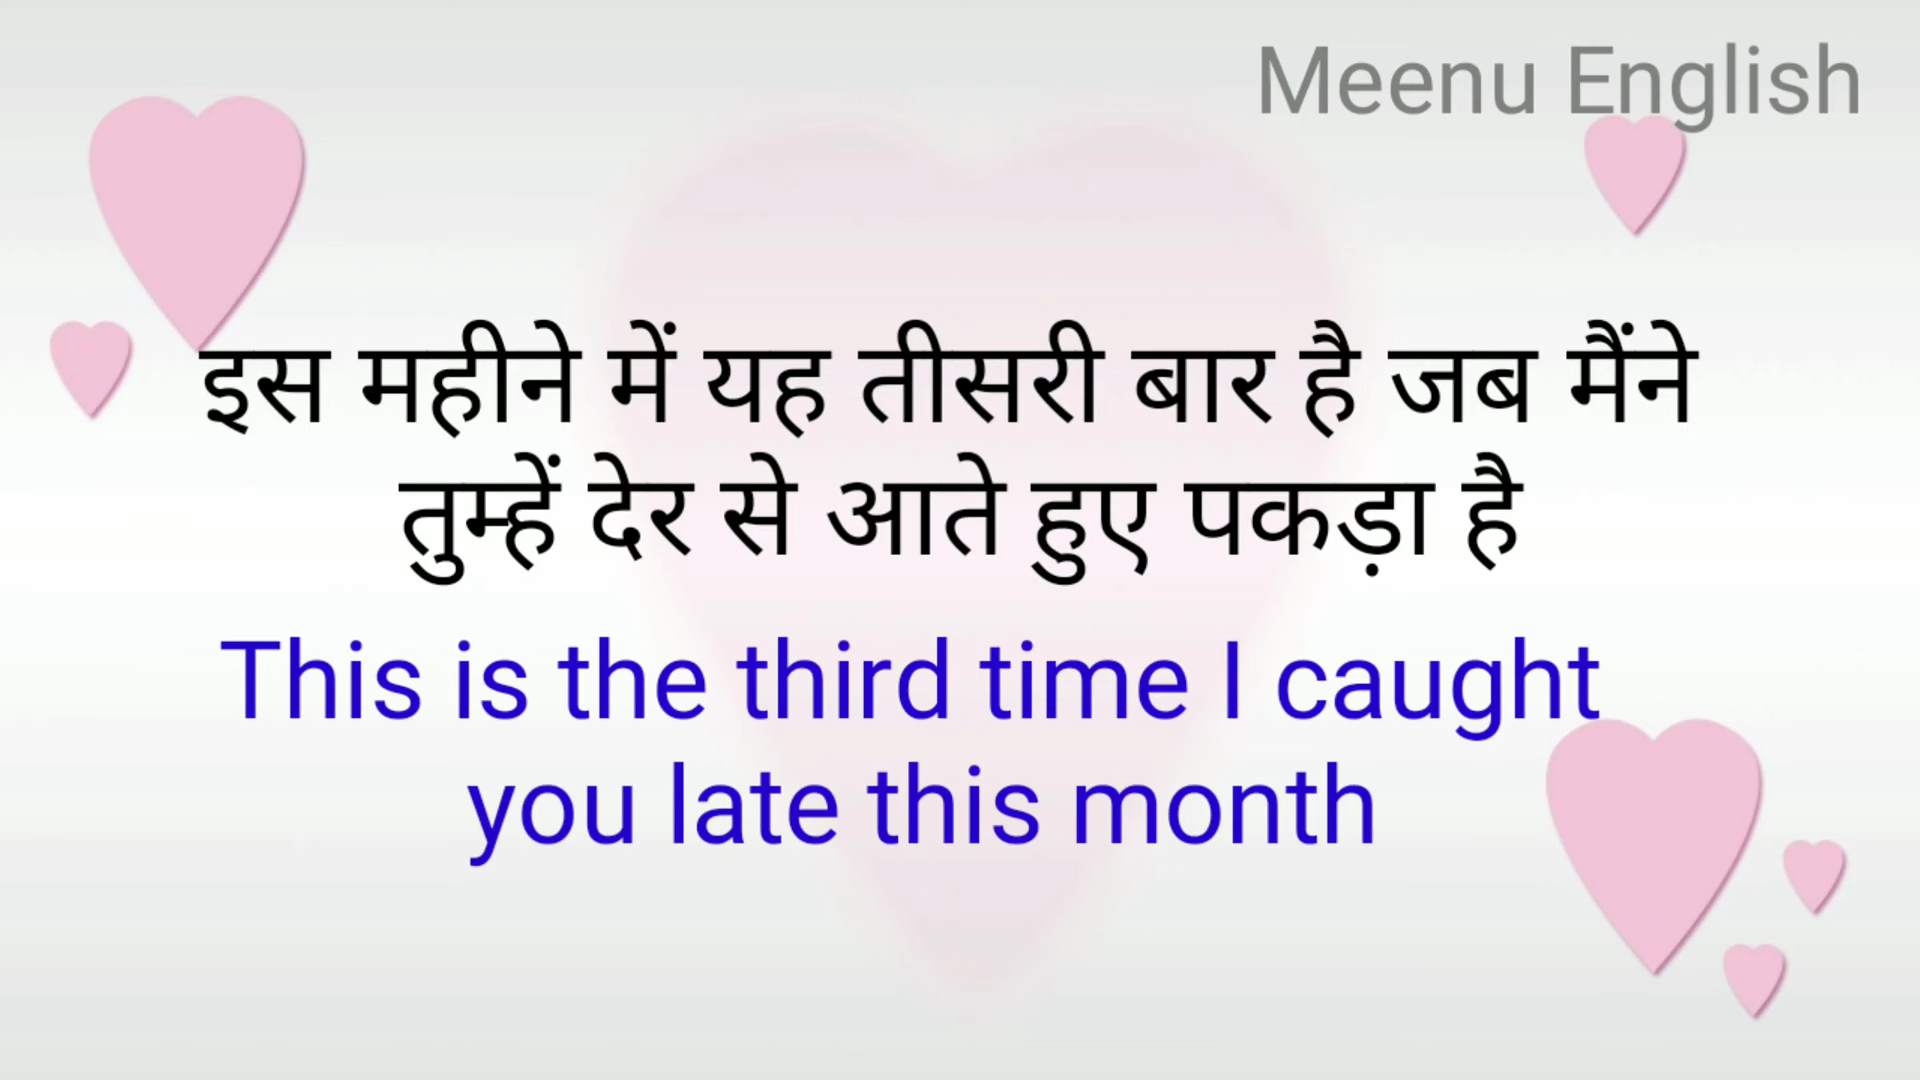 Meenu English
इस महीने में यह तीसरी बार है जब मैंने
तुम्हें देर से आते हुए पकड़ा है
This is the third time I caught
you late this month